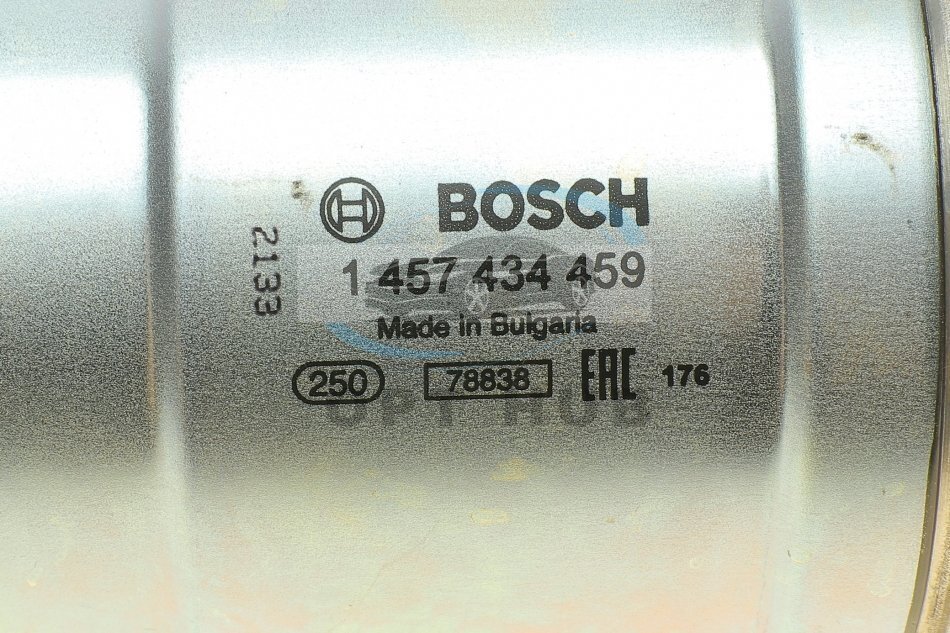 BOSCH
1 457 434 459
Made in Bulgaria
250 78838 EAC 176
2133